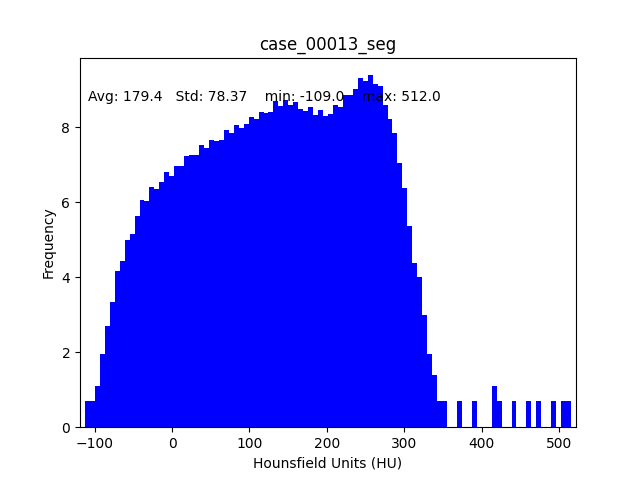 case_00013_seg
Avg: 179.4 Std: 78.37 min: -109.0 max: 512.0
Frequency
8
6
4
2
0
−100 0 100 200 300 400 500
Hounsfield Units (HU)